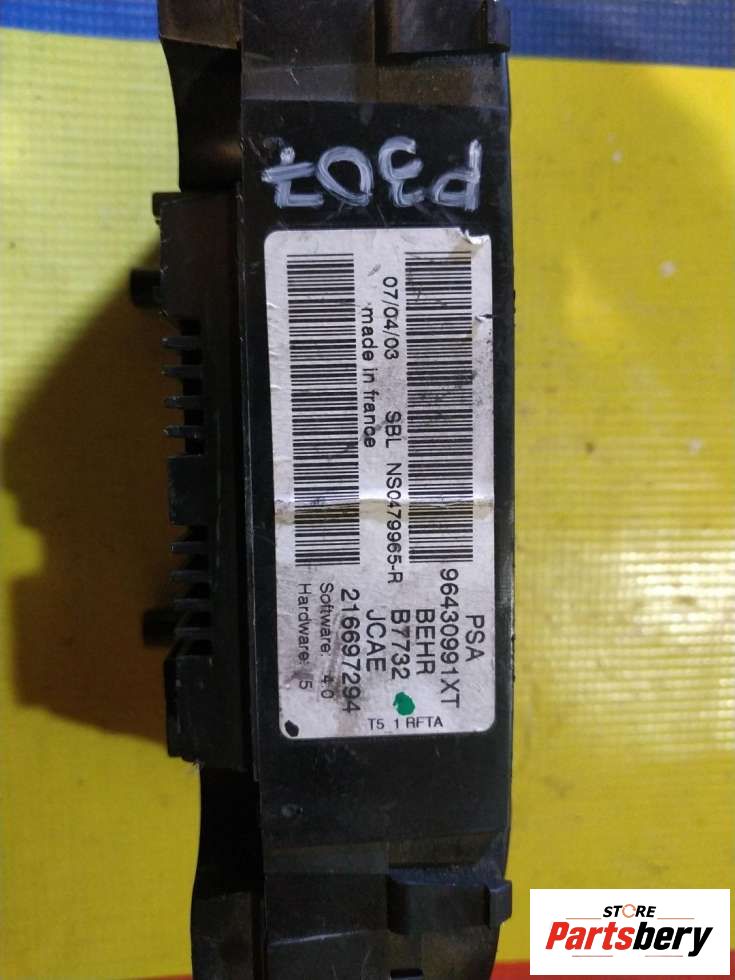 P307
PSA
96430991XT
BEHR
B7732
JCAE
216697294
07/04/03 SBL NS0479965-R
made in france
Software: 4.0
Hardware: 5
T5 1 RFTA
STORE
Partsbery